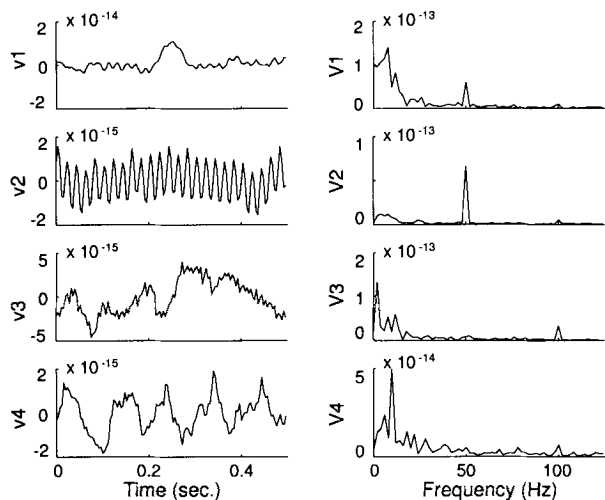 x 10^-14
2
v1
0
-2
x 10^-15
2
v2
0
-2
x 10^-15
5
v3
0
-5
x 10^-15
2
v4
0
-2
0
0.2
0.4
Time (sec.)
x 10^-13
2
V1
1
0
x 10^-13
1
V2
0
x 10^-13
2
V3
1
0
x 10^-14
5
V4
0
0
50
100
Frequency (Hz)